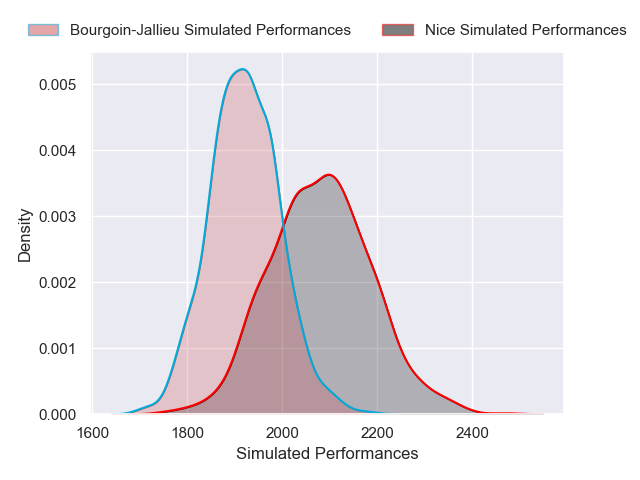 Bourgoin-Jallieu Simulated Performances Nice Simulated Performances
0.005
0.004
0.003
0.002
0.001
0.000
Density
1600 1800 2000 2200 2400
Simulated Performances